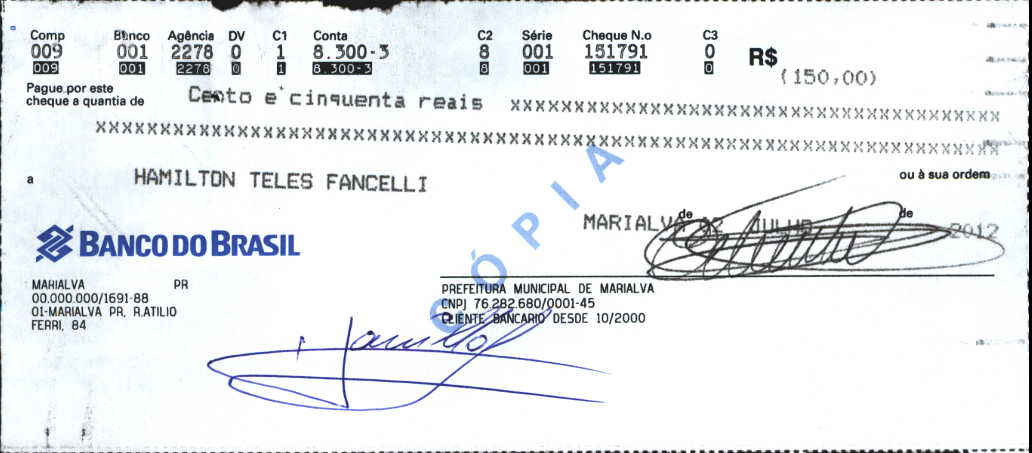 Comp Banco Agência DV C1 Conta C2 Série Cheque N.o C3
009 001 2278 0 1 8.300-3 8 001 151791 0 R$
009 001 2278 0 1 8.300-3 8 001 151791 0 (150,00)
Pague por este
cheque a quantia de Cento e cinquenta reais xxxxxxxxxxxxxxxxxxxxxxxxxxxxxxxxxxxxxxxxxxxxx
xxxxxxxxxxxxxxxxxxxxxxxxxxxxxxxxxxxxxxxxxxxxxxxxxxxxxxxxxxxxxxxxxxxxxxxxxxxxxxxxx
a HAMILTON TELES FANCELLI ou à sua ordem
MARIALVA de JULHO de 2012
CÓPIA
BANCO DO BRASIL
MARIALVA PR
00.000.000/1691-88
01-MARIALVA PR, R.ATILIO
FERRI, 84
PREFEITURA MUNICIPAL DE MARIALVA
CNPJ 76.282.680/0001-45
CLIENTE BANCARIO DESDE 10/2000